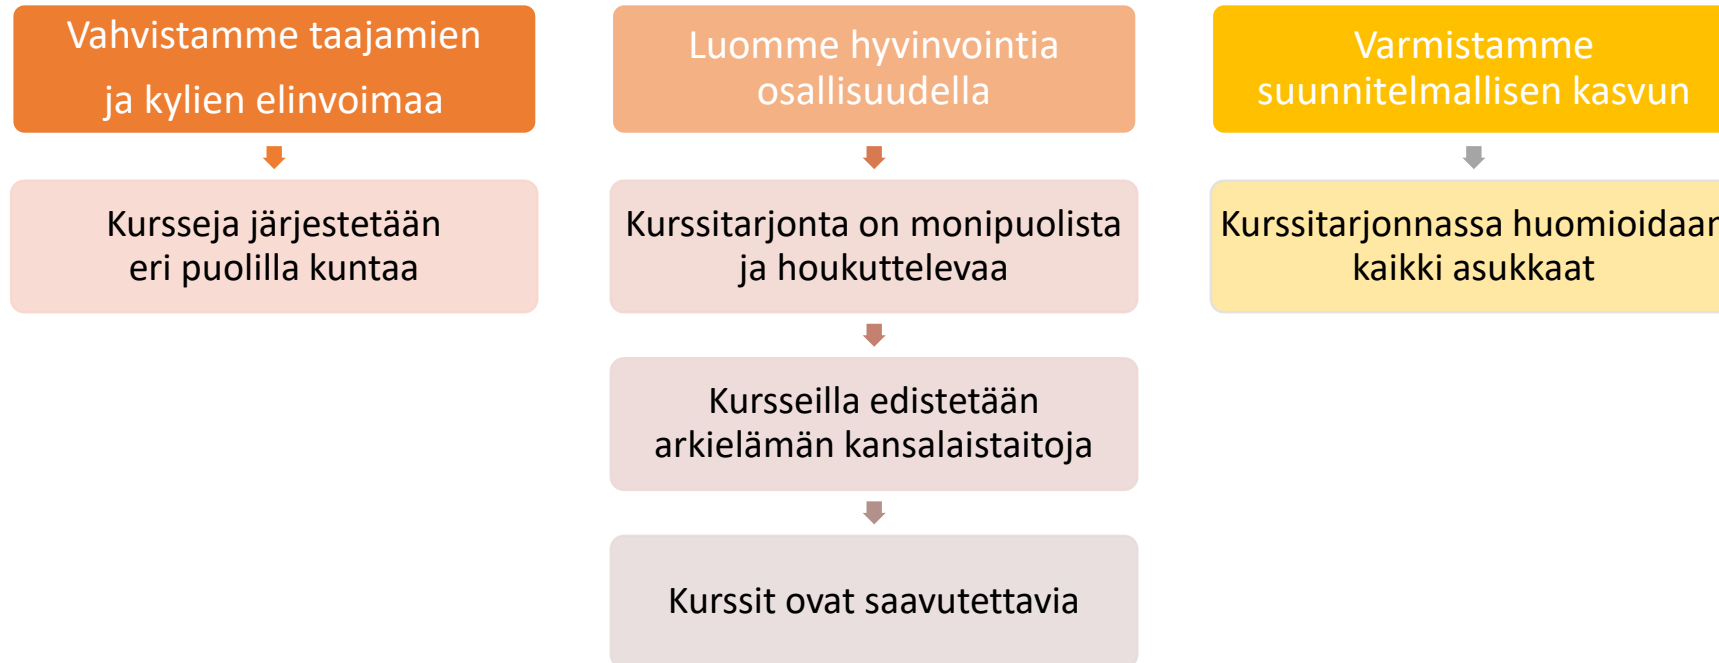 Vahvistamme taajamien
ja kylien elinvoimaa
Kursseja järjestetään
eri puolilla kuntaa
Luomme hyvinvointia
osallisuudella
Kurssitarjonta on monipuolista
ja houkuttelevaa
Kursseilla edistetään
arkielämän kansalaistaitoja
Kurssit ovat saavutettavia
Varmistamme
suunnitelmallisen kasvun
Kurssitarjonnassa huomioidaan
kaikki asukkaat